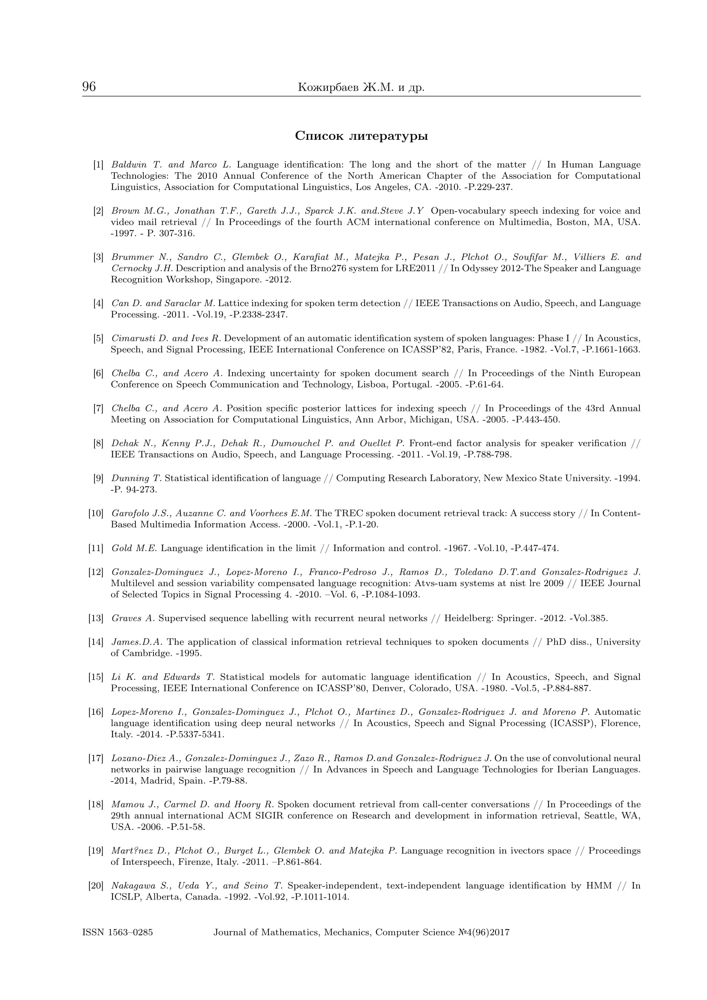 96
Кожирбаев Ж.М. и др.
Список литературы
[1] Baldwin T. and Marco L. Language identification: The long and the short of the matter // In Human Language
Technologies: The 2010 Annual Conference of the North American Chapter of the Association for Computational
Linguistics, Association for Computational Linguistics, Los Angeles, CA. -2010. -P.229-237.
[2] Brown M.G., Jonathan T.F., Gareth J.J., Sparck J.K. and.Steve J.Y Open-vocabulary speech indexing for voice and
video mail retrieval // In Proceedings of the fourth ACM international conference on Multimedia, Boston, MA, USA.
-1997. - P. 307-316.
[3] Brummer N., Sandro C., Glembek O., Karafiat M., Matejka P., Pesan J., Plchot O., Soufifar M., Villiers E. and
Cernocky J.H. Description and analysis of the Brno276 system for LRE2011 // In Odyssey 2012-The Speaker and Language
Recognition Workshop, Singapore. -2012.
[4] Can D. and Saraclar M. Lattice indexing for spoken term detection // IEEE Transactions on Audio, Speech, and Language
Processing. -2011. -Vol.19, -P.2338-2347.
[5] Cimarusti D. and Ives R. Development of an automatic identification system of spoken languages: Phase I // In Acoustics,
Speech, and Signal Processing, IEEE International Conference on ICASSP'82, Paris, France. -1982. -Vol.7, -P.1661-1663.
[6] Chelba C., and Acero A. Indexing uncertainty for spoken document search // In Proceedings of the Ninth European
Conference on Speech Communication and Technology, Lisboa, Portugal. -2005. -P.61-64.
[7] Chelba C., and Acero A. Position specific posterior lattices for indexing speech // In Proceedings of the 43rd Annual
Meeting on Association for Computational Linguistics, Ann Arbor, Michigan, USA. -2005. -P.443-450.
[8] Dehak N., Kenny P.J., Dehak R., Dumouchel P. and Ouellet P. Front-end factor analysis for speaker verification //
IEEE Transactions on Audio, Speech, and Language Processing. -2011. -Vol.19, -P.788-798.
[9] Dunning T. Statistical identification of language // Computing Research Laboratory, New Mexico State University. -1994.
-P. 94-273.
[10] Garofolo J.S., Auzanne C. and Voorhees E.M. The TREC spoken document retrieval track: A success story // In Content-
Based Multimedia Information Access. -2000. -Vol.1, -P.1-20.
[11] Gold M.E. Language identification in the limit // Information and control. -1967. -Vol.10, -P.447-474.
[12] Gonzalez-Dominguez J., Lopez-Moreno I., Franco-Pedroso J., Ramos D., Toledano D.T.and Gonzalez-Rodriguez J.
Multilevel and session variability compensated language recognition: Atvs-uam systems at nist lre 2009 // IEEE Journal
of Selected Topics in Signal Processing 4. -2010. –Vol. 6, -P.1084-1093.
[13] Graves A. Supervised sequence labelling with recurrent neural networks // Heidelberg: Springer. -2012. -Vol.385.
[14] James.D.A. The application of classical information retrieval techniques to spoken documents // PhD diss., University
of Cambridge. -1995.
[15] Li K. and Edwards T. Statistical models for automatic language identification // In Acoustics, Speech, and Signal
Processing, IEEE International Conference on ICASSP'80, Denver, Colorado, USA. -1980. -Vol.5, -P.884-887.
[16] Lopez-Moreno I., Gonzalez-Dominguez J., Plchot O., Martinez D., Gonzalez-Rodriguez J. and Moreno P. Automatic
language identification using deep neural networks // In Acoustics, Speech and Signal Processing (ICASSP), Florence,
Italy. -2014. -P.5337-5341.
[17] Lozano-Diez A., Gonzalez-Dominguez J., Zazo R., Ramos D.and Gonzalez-Rodriguez J. On the use of convolutional neural
networks in pairwise language recognition // In Advances in Speech and Language Technologies for Iberian Languages.
-2014, Madrid, Spain. -P.79-88.
[18] Mamou J., Carmel D. and Hoory R. Spoken document retrieval from call-center conversations // In Proceedings of the
29th annual international ACM SIGIR conference on Research and development in information retrieval, Seattle, WA,
USA. -2006. -P.51-58.
[19] Mart?nez D., Plchot O., Burget L., Glembek O. and Matejka P. Language recognition in ivectors space // Proceedings
of Interspeech, Firenze, Italy. -2011. –P.861-864.
[20] Nakagawa S., Ueda Y., and Seino T. Speaker-independent, text-independent language identification by HMM // In
ICSLP, Alberta, Canada. -1992. -Vol.92, -P.1011-1014.
ISSN 1563–0285
Journal of Mathematics, Mechanics, Computer Science №4(96)2017